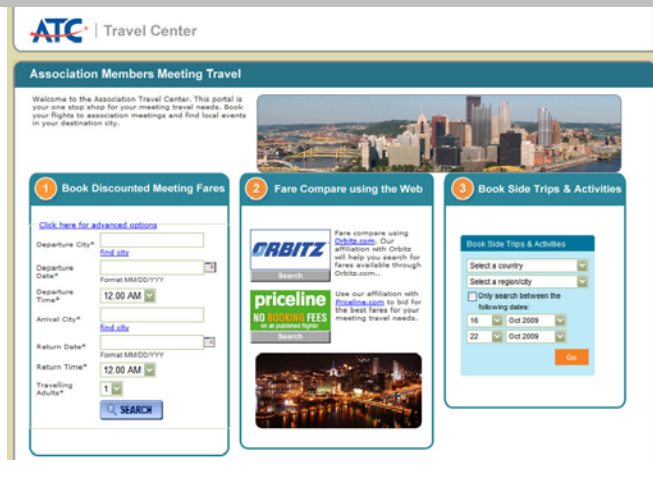 ATC | Travel Center
Association Members Meeting Travel
Welcome to the Association Travel Center. This portal is
your one stop shop for your meeting travel needs. Book
your flights to association meetings and find local events
in your destination city.
1 Book Discounted Meeting Fares
Click here for advanced options
Departure City*
find city
Departure
Date*
Format MM/DD/YYY
Departure
Time*
12:00 AM
Arrival City*
find city
Return Date*
Format MM/DD/YYY
Return Time*
12:00 AM
Travelling
Adults*
1
SEARCH
2 Fare Compare using the Web
ORBITZ
Search
Fare compare using
Orbitz.com. Our
affiliation with Orbitz
will help you search for
fares available through
Orbitz.com..
priceline
NO BOOKING FEES
on all published flights!
Search
Use our affiliation with
Priceline.com to bid for
the best fares for your
meeting travel needs.
3 Book Side Trips & Activities
Book Side Trips & Activities
Select a country
Select a region/city
Only search between the
following dates:
16 Oct 2009
22 Oct 2009
Go